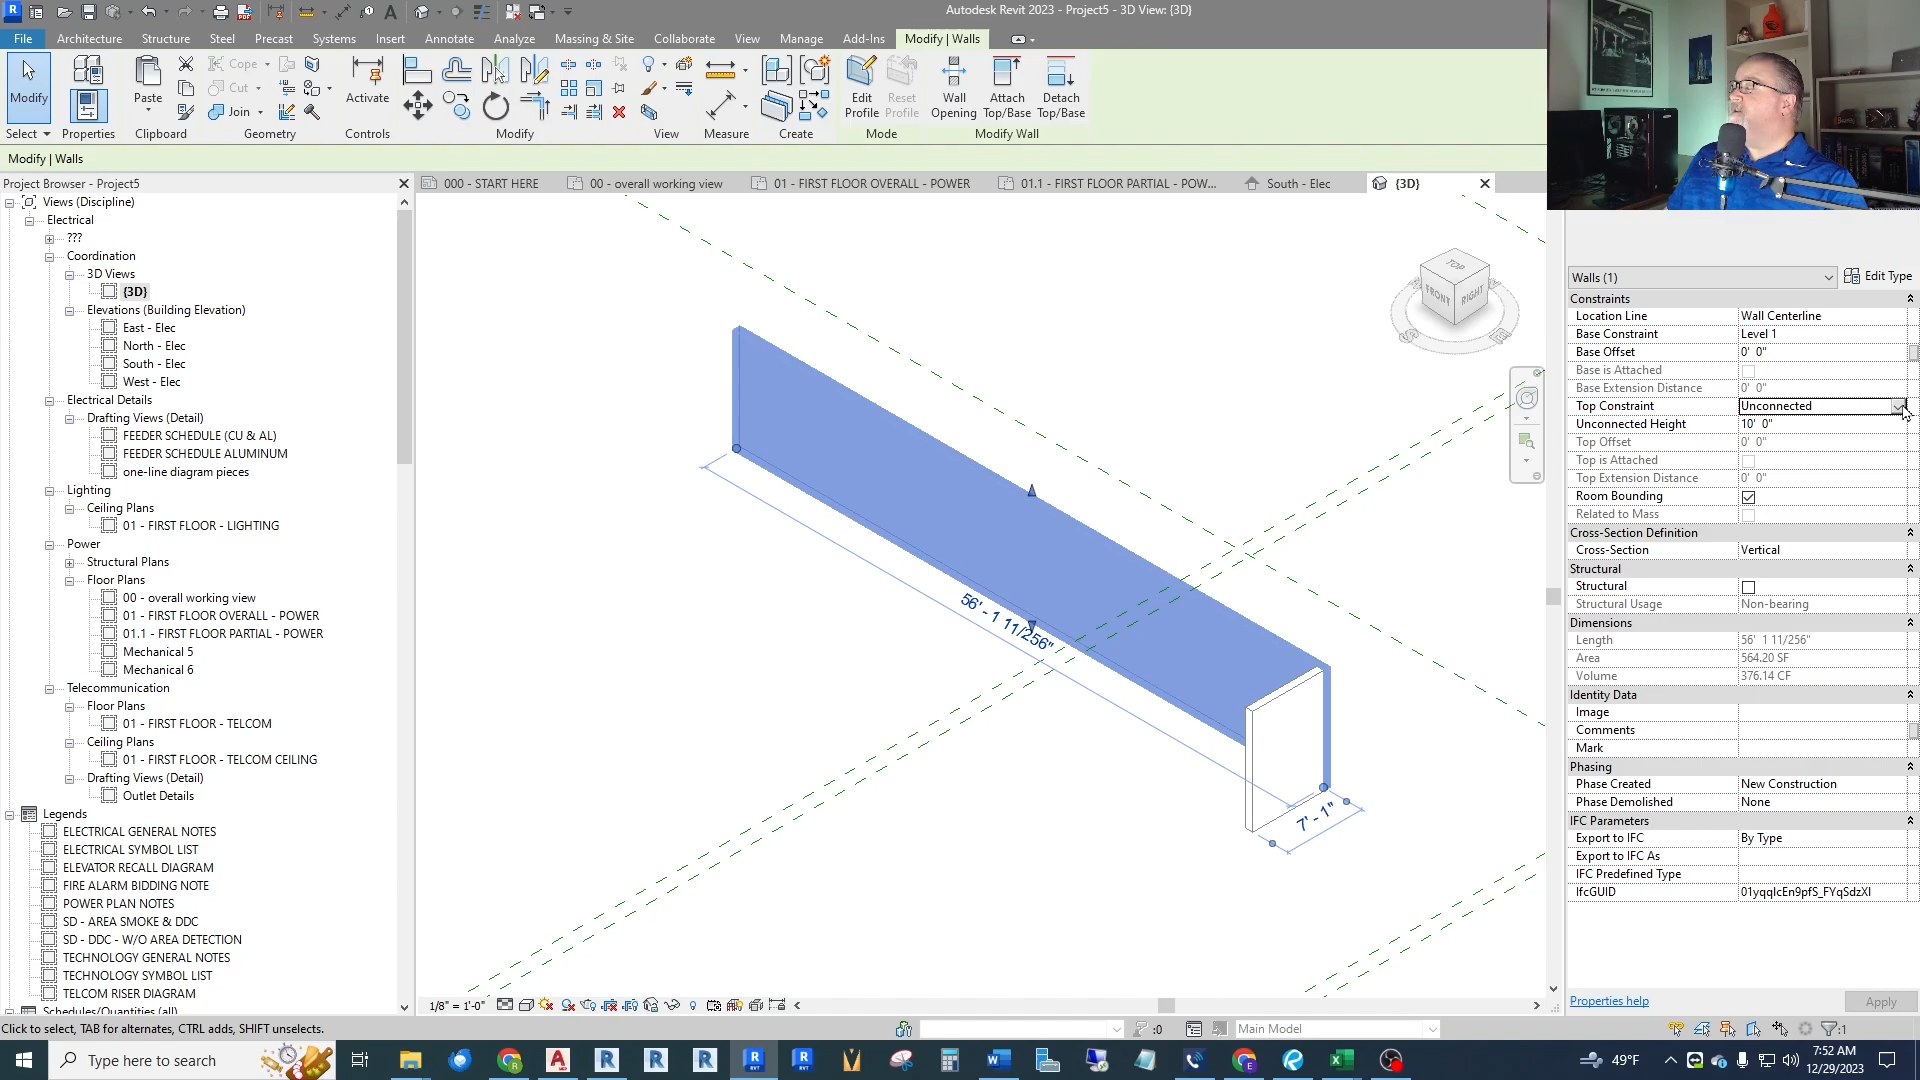 Autodesk Revit 2023 - Project5 - 3D View: {3D}
File Architecture Structure Steel Precast Systems Insert Annotate Analyze Massing & Site Collaborate View Manage Add-Ins Modify | Walls
Modify
Properties
Paste
Cope
Cut
Join
Activate
Edit Profile
Reset Profile
Wall Opening
Attach Top/Base
Detach Top/Base
Select Properties Clipboard Geometry Controls Modify View Measure Create Mode Modify Wall
Modify | Walls
Project Browser - Project5
000 - START HERE
00 - overall working view
01 - FIRST FLOOR OVERALL - POWER
01.1 - FIRST FLOOR PARTIAL - POW...
South - Elec
{3D}
Views (Discipline)
Electrical
???
Coordination
3D Views
{3D}
Elevations (Building Elevation)
East - Elec
North - Elec
South - Elec
West - Elec
Electrical Details
Drafting Views (Detail)
FEEDER SCHEDULE (CU & AL)
FEEDER SCHEDULE ALUMINUM
one-line diagram pieces
Lighting
Ceiling Plans
01 - FIRST FLOOR - LIGHTING
Power
Structural Plans
Floor Plans
00 - overall working view
01 - FIRST FLOOR OVERALL - POWER
01.1 - FIRST FLOOR PARTIAL - POWER
Mechanical 5
Mechanical 6
Telecommunication
Floor Plans
01 - FIRST FLOOR - TELCOM
Ceiling Plans
01 - FIRST FLOOR - TELCOM CEILING
Drafting Views (Detail)
Outlet Details
Legends
ELECTRICAL GENERAL NOTES
ELECTRICAL SYMBOL LIST
ELEVATOR RECALL DIAGRAM
FIRE ALARM BIDDING NOTE
POWER PLAN NOTES
SD - AREA SMOKE & DDC
SD - DDC - W/O AREA DETECTION
TECHNOLOGY GENERAL NOTES
TECHNOLOGY SYMBOL LIST
TELCOM RISER DIAGRAM
Schedules/Quantities (all)
TOP
FRONT
RIGHT
56' - 1 11/256"
7' - 1"
Walls (1)
Edit Type
Constraints
Location Line Wall Centerline
Base Constraint Level 1
Base Offset 0' 0"
Base is Attached
Base Extension Distance 0' 0"
Top Constraint Unconnected
Unconnected Height 10' 0"
Top Offset 0' 0"
Top is Attached
Top Extension Distance 0' 0"
Room Bounding
Related to Mass
Cross-Section Definition
Cross-Section Vertical
Structural
Structural
Structural Usage Non-bearing
Dimensions
Length 56' 1 11/256"
Area 564.20 SF
Volume 376.14 CF
Identity Data
Image
Comments
Mark
Phasing
Phase Created New Construction
Phase Demolished None
IFC Parameters
Export to IFC By Type
Export to IFC As
IFC Predefined Type
IfcGUID 01yqqIcEn9pfS_FYqSdzXI
Properties help
Apply
1/8" = 1'-0"
Click to select, TAB for alternates, CTRL adds, SHIFT unselects.
:0
Main Model
:1
Type here to search
49°F
7:52 AM
12/29/2023